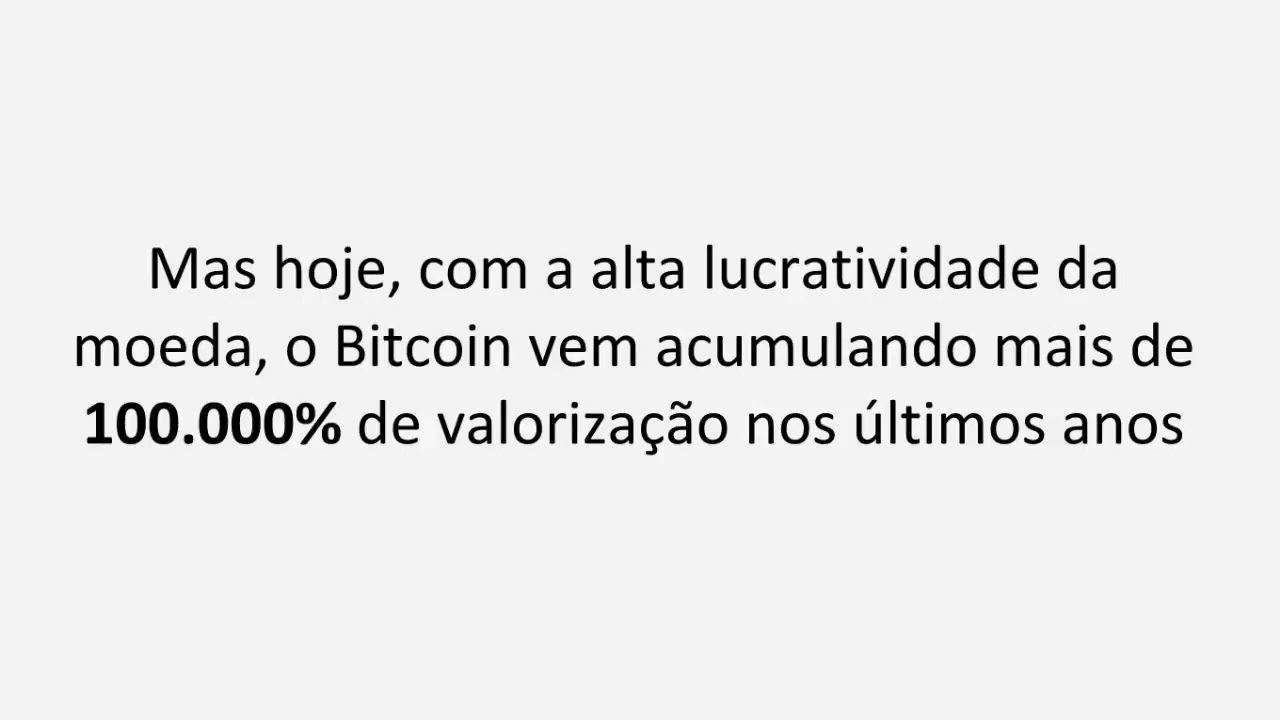 Mas hoje, com a alta lucratividade da
moeda, o Bitcoin vem acumulando mais de
100.000% de valorização nos últimos anos